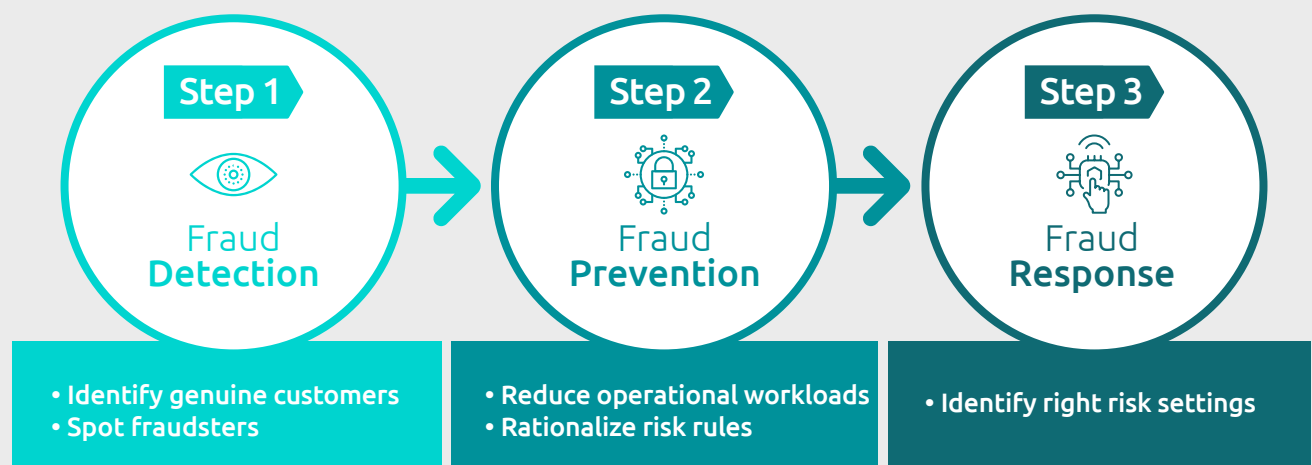 Step 1
Fraud
Detection
• Identify genuine customers
• Spot fraudsters
Step 2
Fraud
Prevention
• Reduce operational workloads
• Rationalize risk rules
Step 3
Fraud
Response
• Identify right risk settings